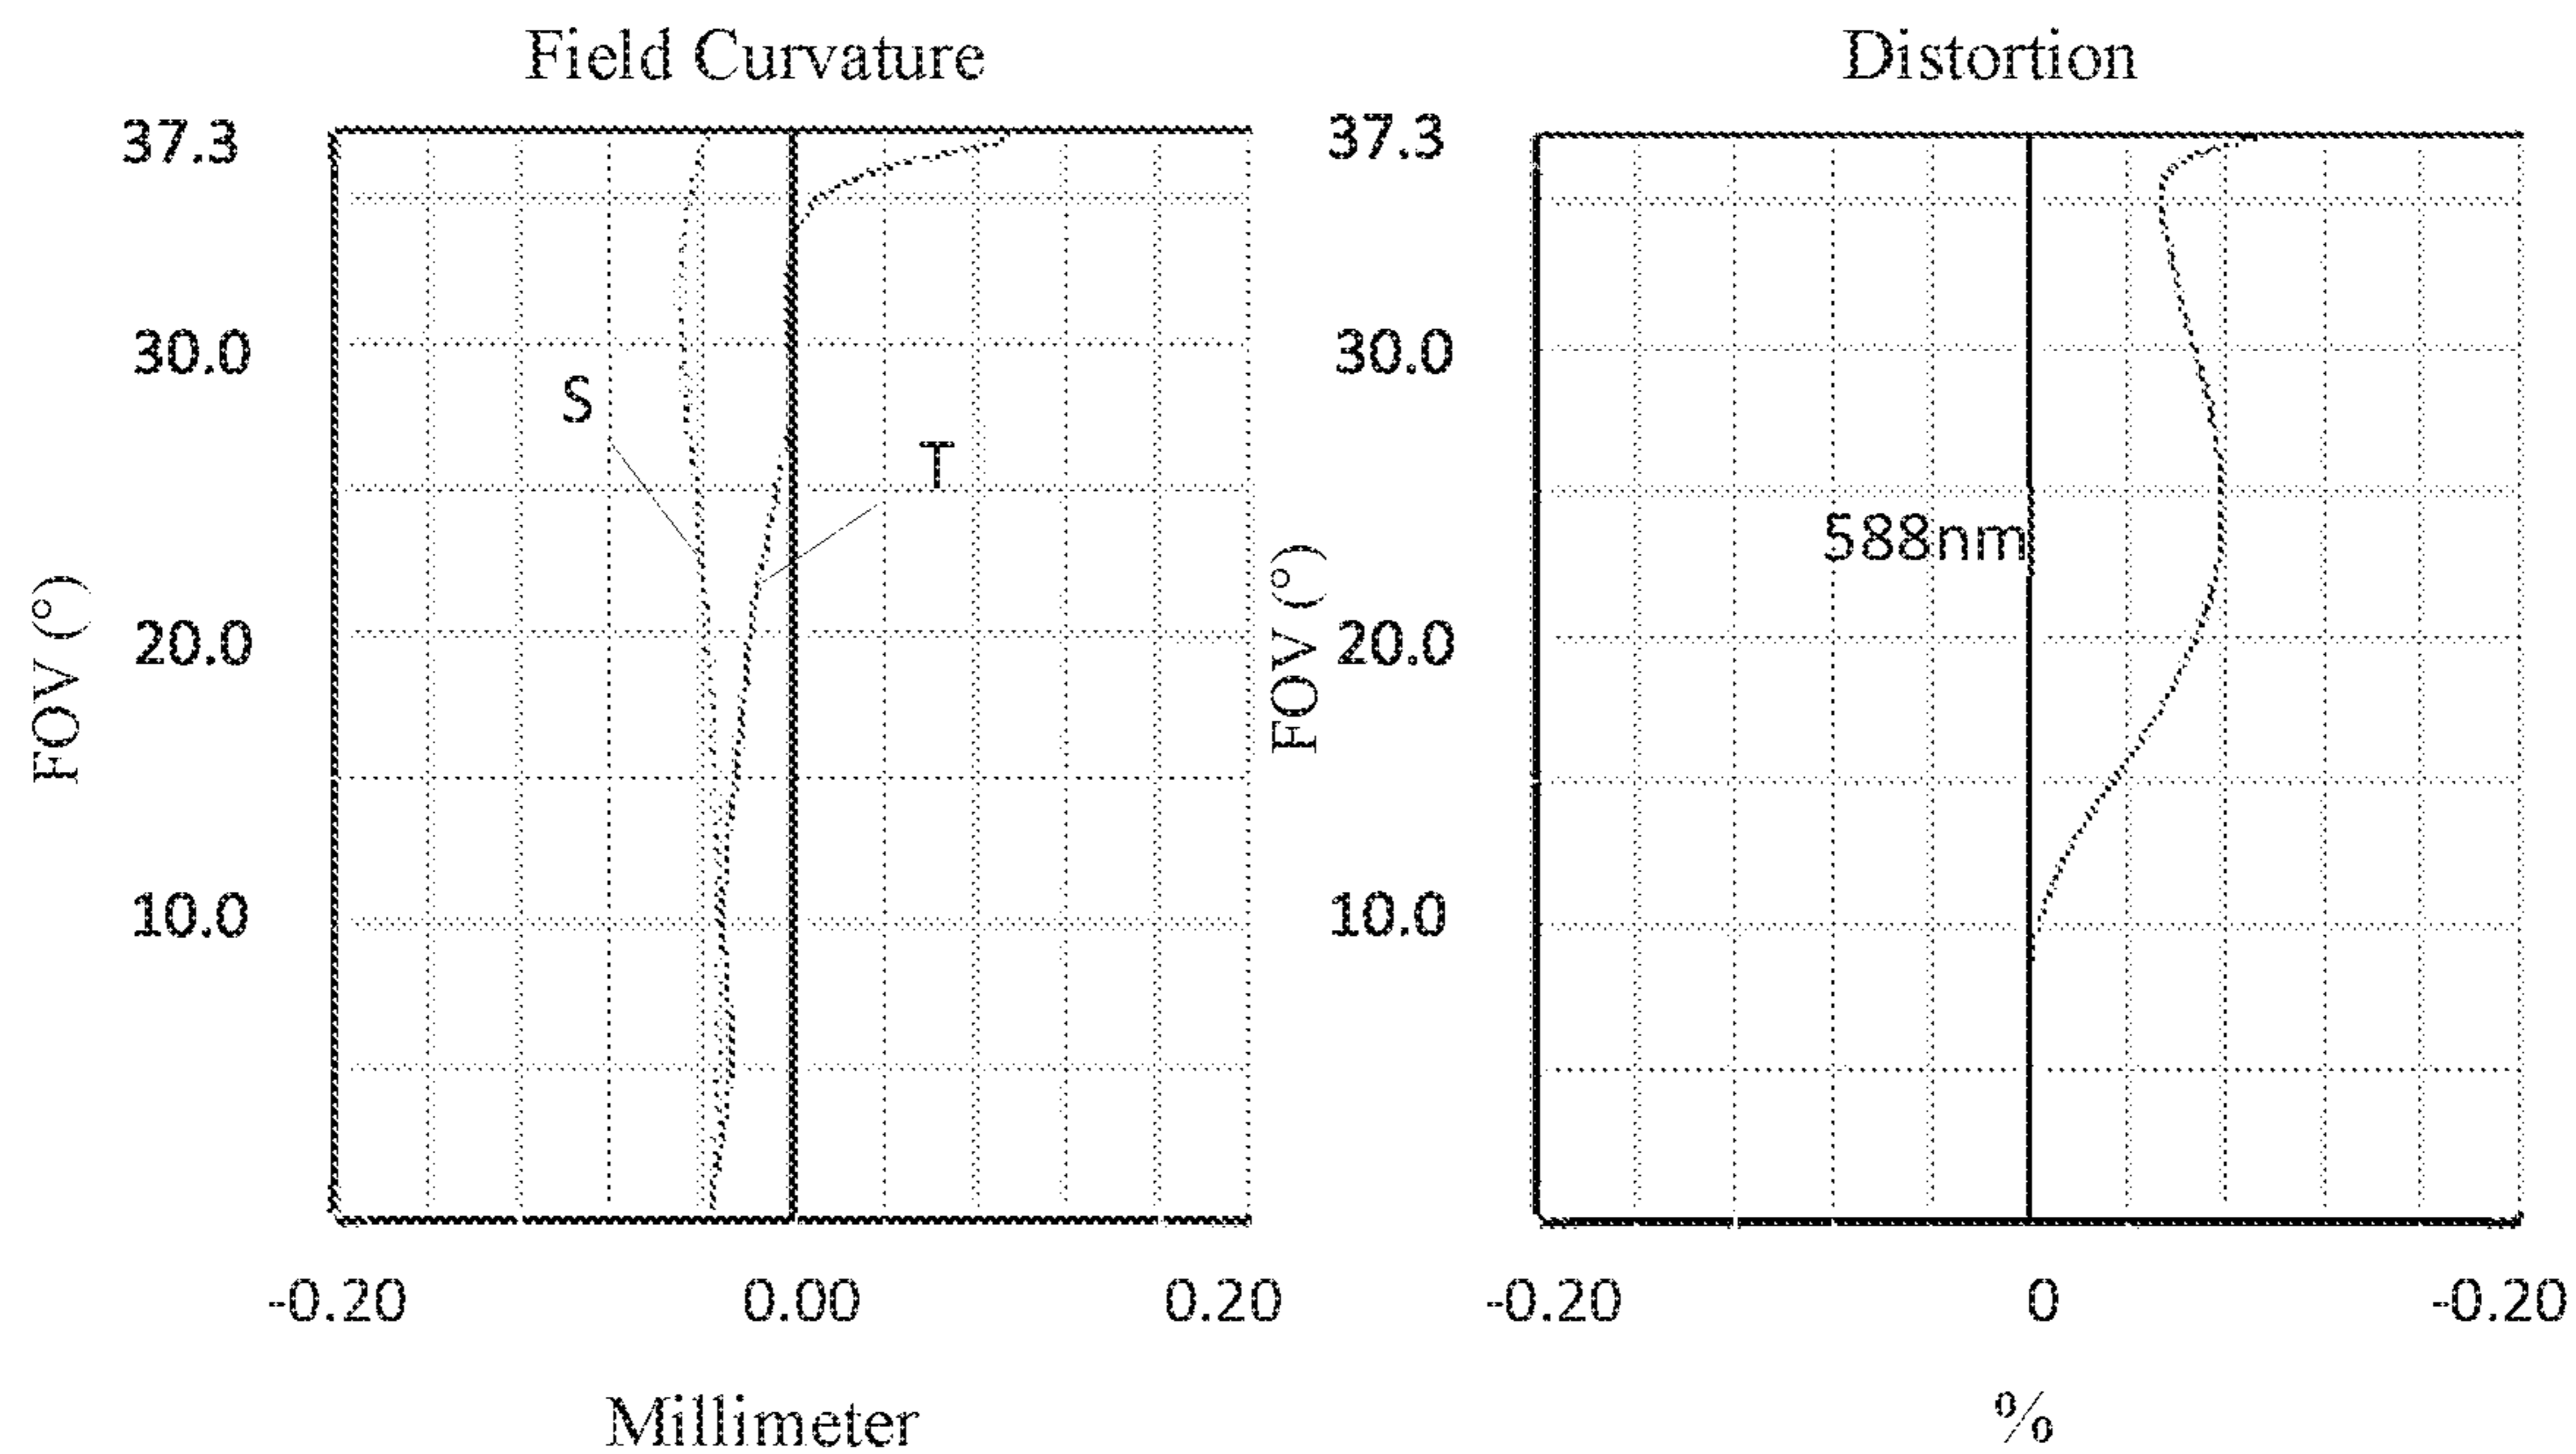 Field Curvature
37.3
30.0
S
T
20.0
10.0
FOV (°)
-0.20
0.00
0.20
Millimeter
Distortion
37.3
30.0
588nm
20.0
10.0
FOV (°)
-0.20
0
-0.20
%